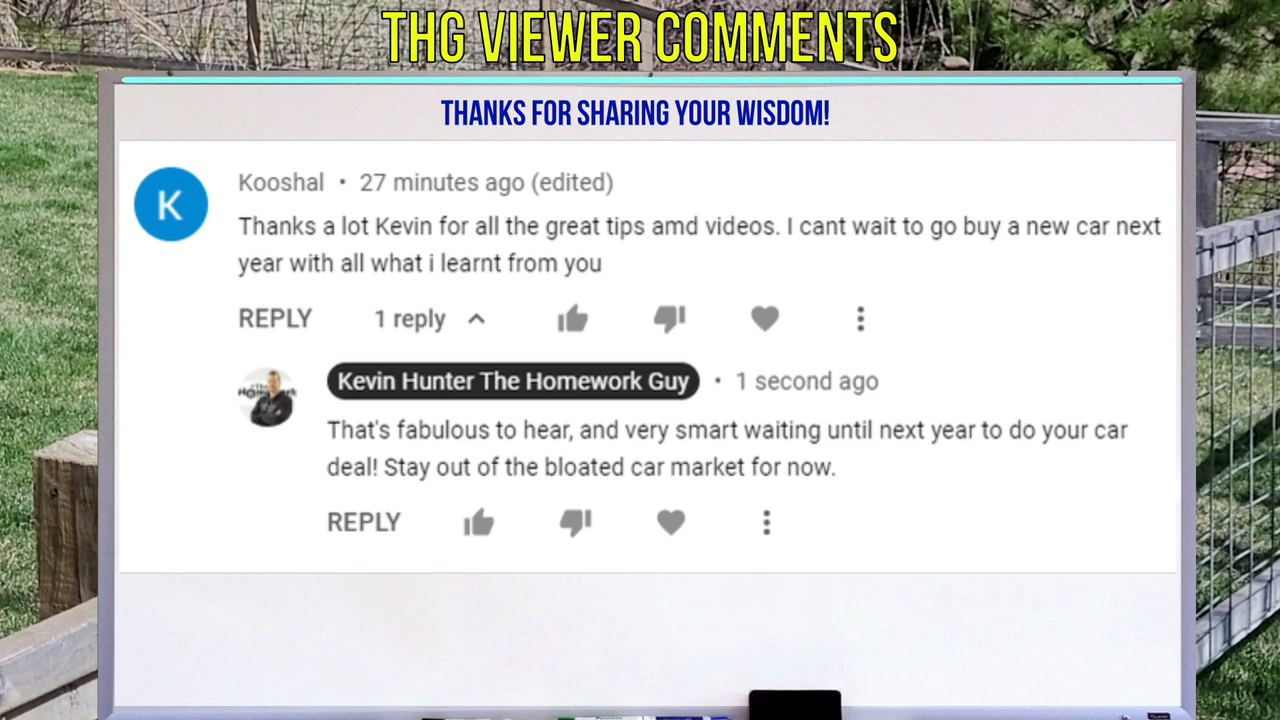 THG VIEWER COMMENTS
THANKS FOR SHARING YOUR WISDOM!
K
Kooshal • 27 minutes ago (edited)
Thanks a lot Kevin for all the great tips amd videos. I cant wait to go buy a new car next
year with all what i learnt from you
REPLY 1 reply
Kevin Hunter The Homework Guy • 1 second ago
That's fabulous to hear, and very smart waiting until next year to do your car
deal! Stay out of the bloated car market for now.
REPLY